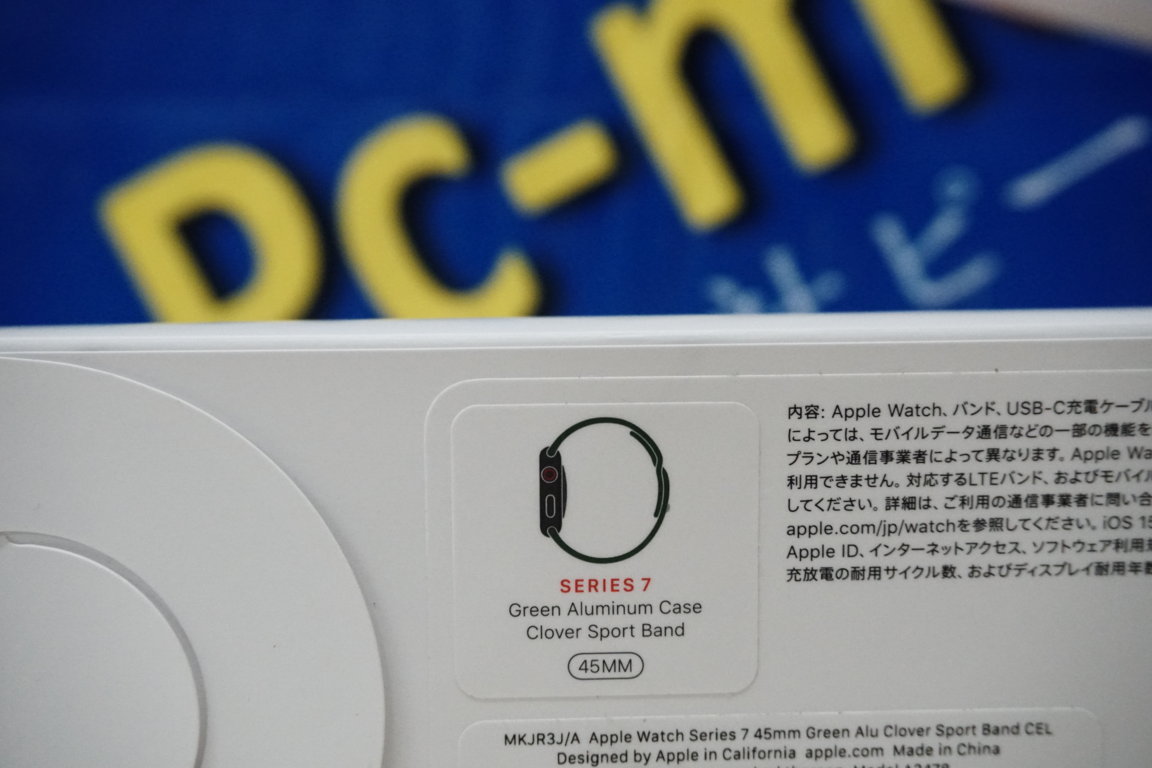 PC-m
ピー
内容: Apple Watch、バンド、USB-C充電ケーブル
によっては、モバイルデータ通信などの一部の機能を
プランや通信事業者によって異なります。Apple Wa
利用できません。対応するLTEバンド、およびモバイル
してください。詳細は、ご利用の通信事業者に問い合
apple.com/jp/watchを参照してください。iOS 15
Apple ID、インターネットアクセス、ソフトウェア利用規
充放電の耐用サイクル数、およびディスプレイ耐用年数
SERIES 7
Green Aluminum Case
Clover Sport Band
45MM
MKJR3J/A Apple Watch Series 7 45mm Green Alu Clover Sport Band CEL
Designed by Apple in California apple.com Made in China